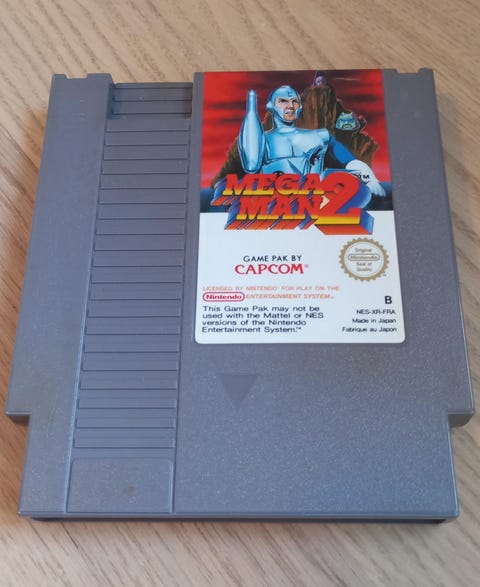 MEGA
MAN 2 TM
GAME PAK BY
CAPCOM®
Original
Nintendo
Seal of
Quality
LICENSED BY NINTENDO® FOR PLAY ON THE
Nintendo ENTERTAINMENT SYSTEM™
This Game Pak may not be
used with the Mattel or NES
versions of the Nintendo
Entertainment System.™
B
NES-XR-FRA
Made in Japan
Fabriqué au Japon